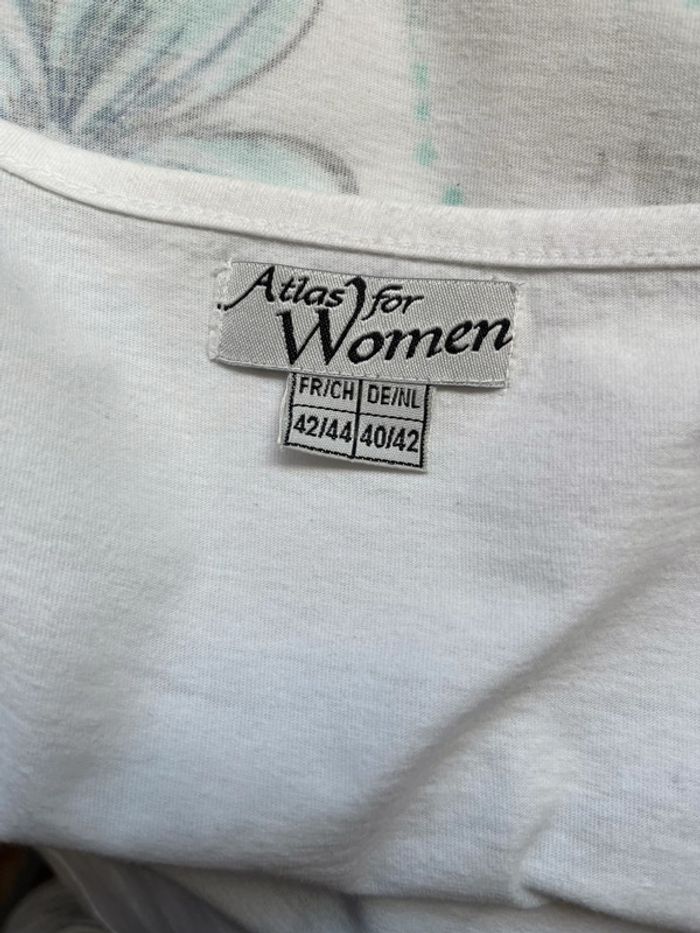 Atlas for
Women
FR/CH DE/NL
42/44 40/42